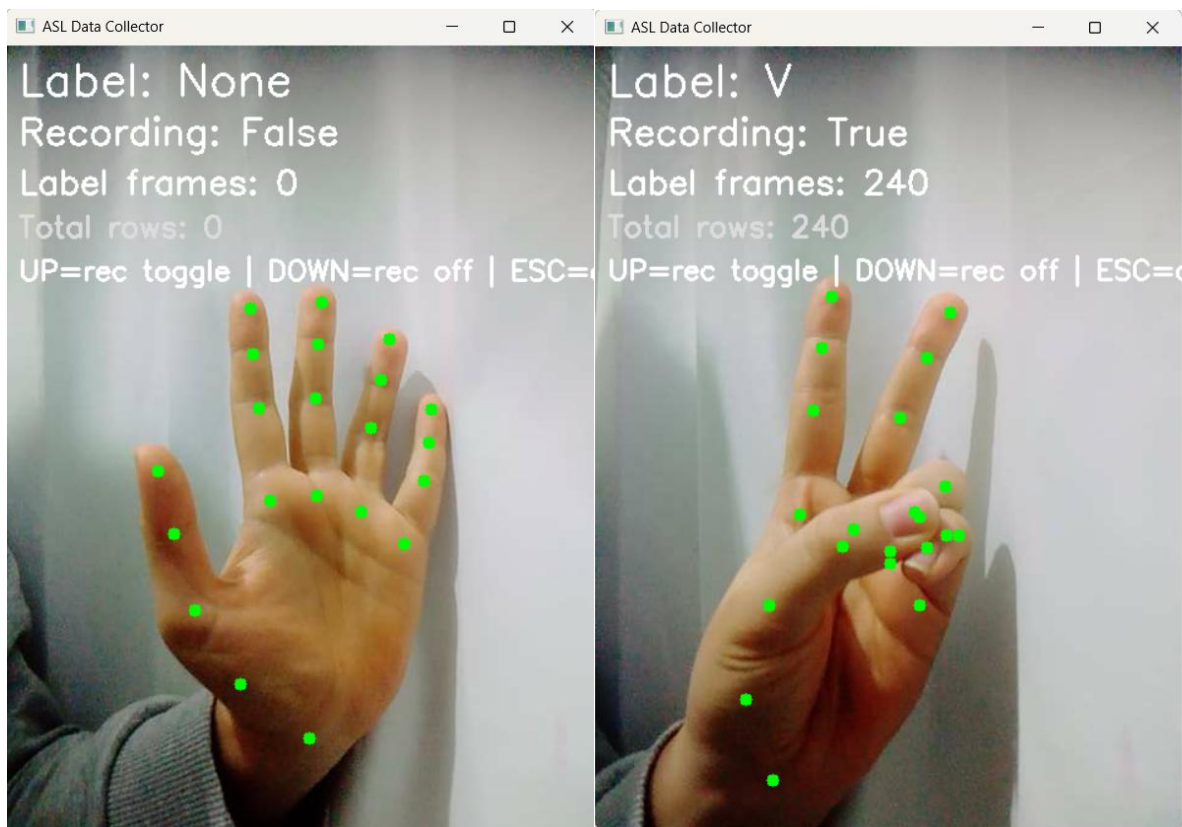 ASL Data Collector
Label: None
Recording: False
Label frames: 0
Total rows: 0
UP=rec toggle | DOWN=rec off | ESC=
ASL Data Collector
Label: V
Recording: True
Label frames: 240
Total rows: 240
UP=rec toggle | DOWN=rec off | ESC=